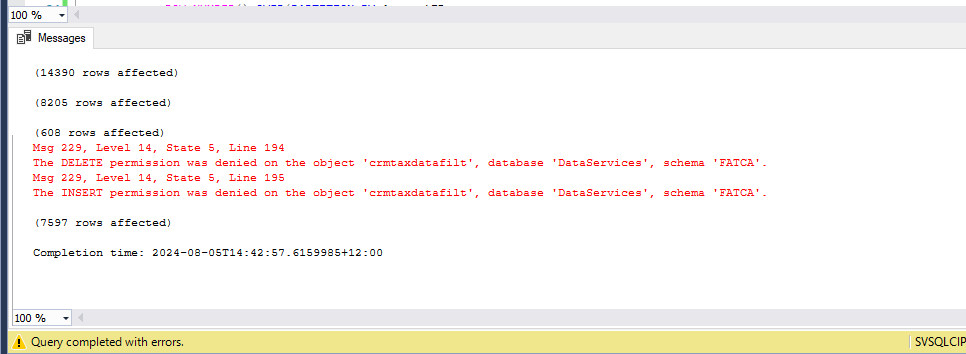 100 %
Messages
(14390 rows affected)
(8205 rows affected)
(608 rows affected)
Msg 229, Level 14, State 5, Line 194
The DELETE permission was denied on the object 'crmtaxdatafilt', database 'DataServices', schema 'FATCA'.
Msg 229, Level 14, State 5, Line 195
The INSERT permission was denied on the object 'crmtaxdatafilt', database 'DataServices', schema 'FATCA'.
(7597 rows affected)
Completion time: 2024-08-05T14:42:57.6159985+12:00
100 %
Query completed with errors.
SVSQLCIP